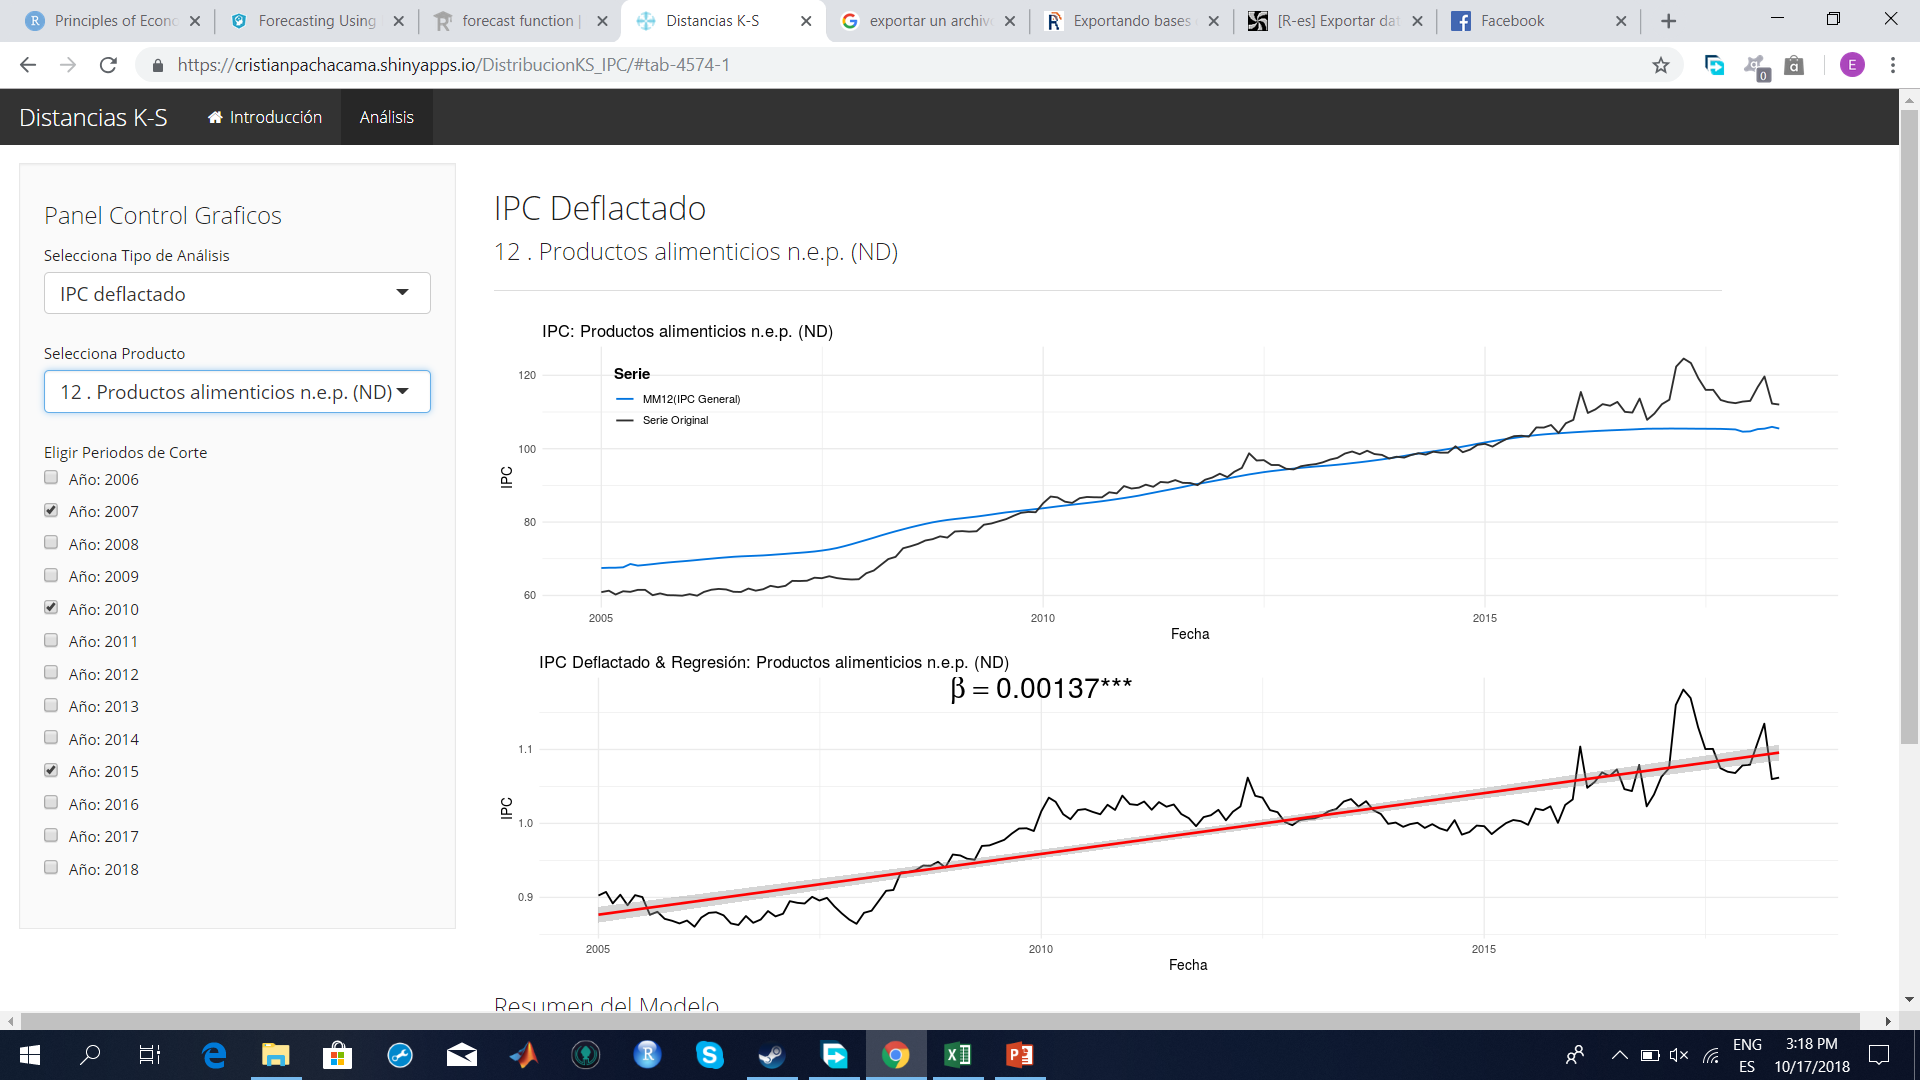 Principles of Econo
Forecasting Using
forecast function |
Distancias K-S
exportar un archivo
Exportando bases
[R-es] Exportar dat
Facebook
https://cristianpachacama.shinyapps.io/DistribucionKS_IPC/#tab-4574-1
0
E
Distancias K-S
Introducción
Análisis
Panel Control Graficos
Selecciona Tipo de Análisis
IPC deflactado
Selecciona Producto
12 . Productos alimenticios n.e.p. (ND)
Eligir Periodos de Corte
Año: 2006
Año: 2007
Año: 2008
Año: 2009
Año: 2010
Año: 2011
Año: 2012
Año: 2013
Año: 2014
Año: 2015
Año: 2016
Año: 2017
Año: 2018
IPC Deflactado
12 . Productos alimenticios n.e.p. (ND)
IPC: Productos alimenticios n.e.p. (ND)
Serie
MM12(IPC General)
Serie Original
120
100
80
60
IPC
2005
2010
2015
Fecha
IPC Deflactado & Regresión: Productos alimenticios n.e.p. (ND)
β = 0.00137***
1.1
1.0
0.9
IPC
2005
2010
2015
Fecha
Resumen del Modelo
ENG
ES
3:18 PM
10/17/2018